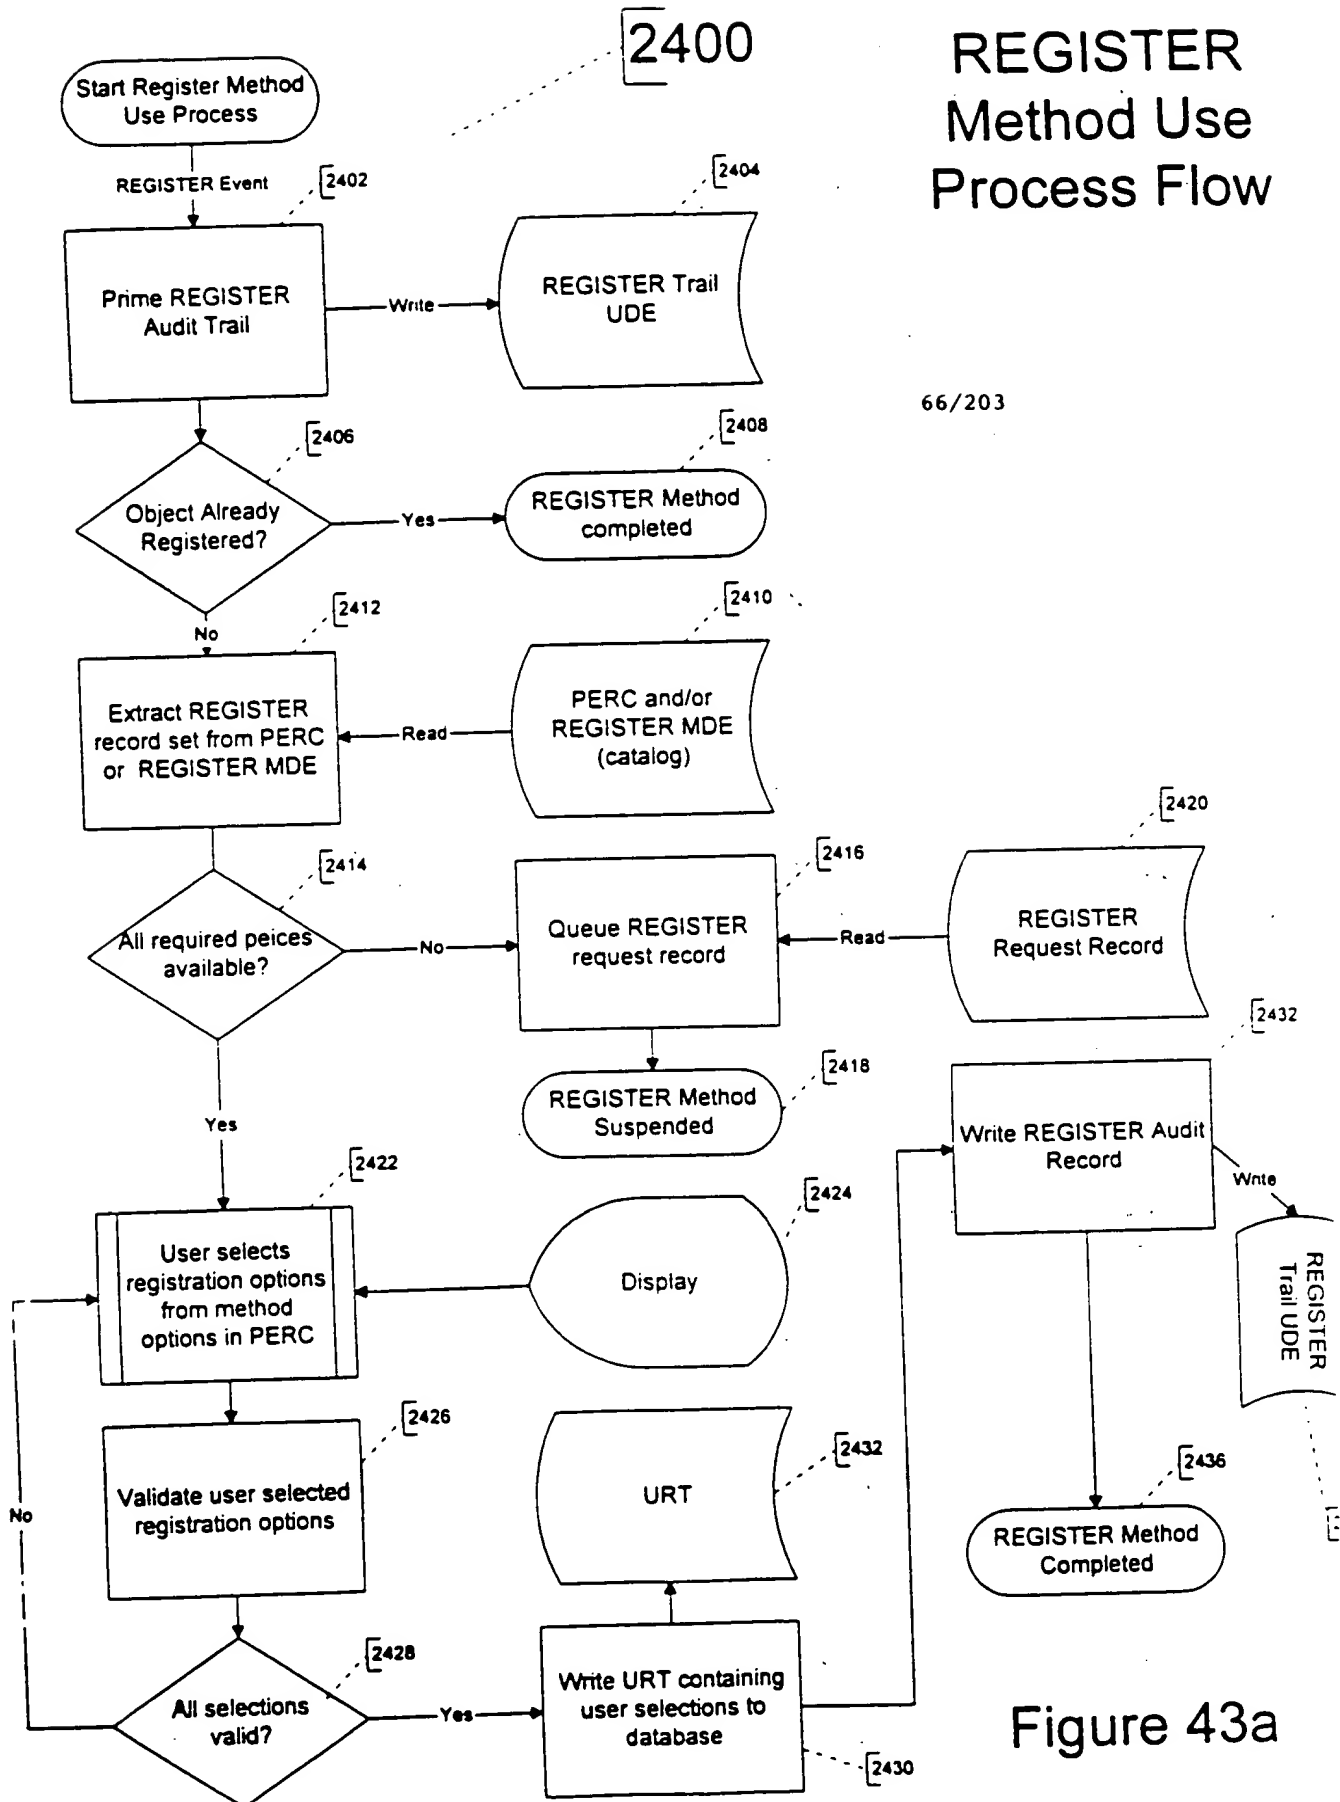 2400
REGISTER
Method Use
Process Flow
Start Register Method
Use Process
REGISTER Event
2402
2404
Prime REGISTER
Audit Trail
Write
REGISTER Trail
UDE
66/203
2406
2408
Object Already
Registered?
Yes
REGISTER Method
completed
No
2412
2410
Extract REGISTER
record set from PERC
or REGISTER MDE
Read
PERC and/or
REGISTER MDE
(catalog)
2414
2416
2420
All required peices
available?
No
Queue REGISTER
request record
Read
REGISTER
Request Record
2418
2432
REGISTER Method
Suspended
Yes
Write REGISTER Audit
Record
Write
2422
2424
User selects
registration options
from method
options in PERC
Display
REGISTER
Trail UDE
2426
2432
Validate user selected
registration options
URT
2436
No
REGISTER Method
Completed
2428
All selections
valid?
Yes
Write URT containing
user selections to
database
2430
Figure 43a